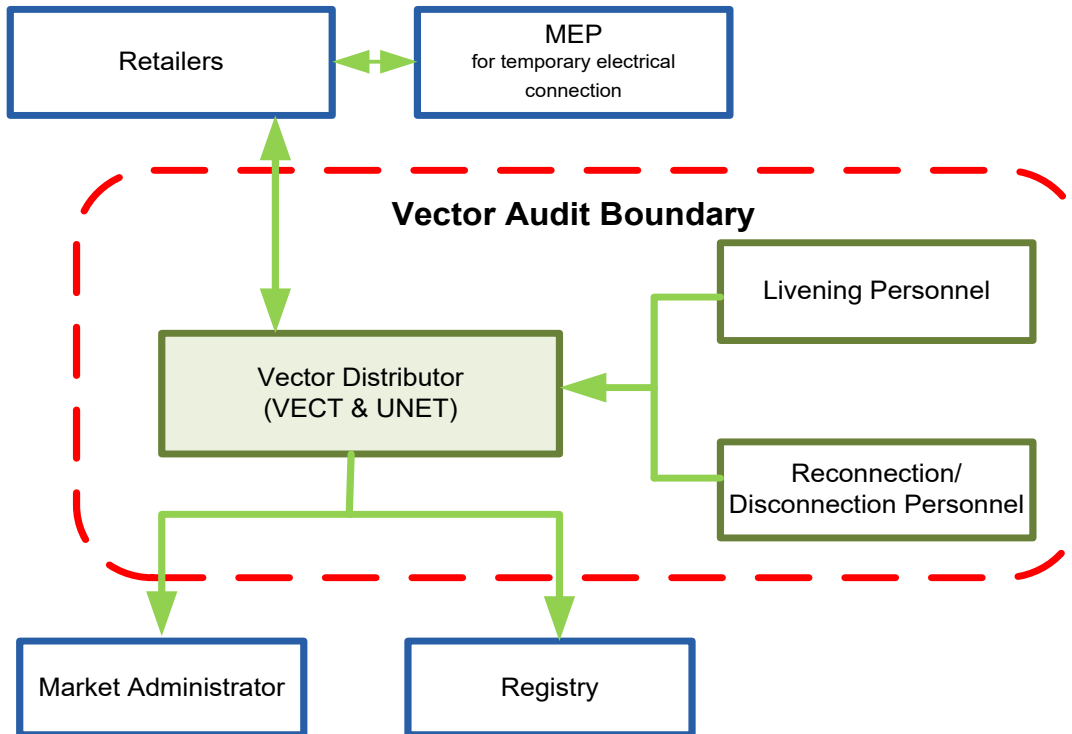 Retailers
MEP
for temporary electrical
connection
Vector Audit Boundary
Livening Personnel
Vector Distributor
(VECT & UNET)
Reconnection/
Disconnection Personnel
Market Administrator
Registry